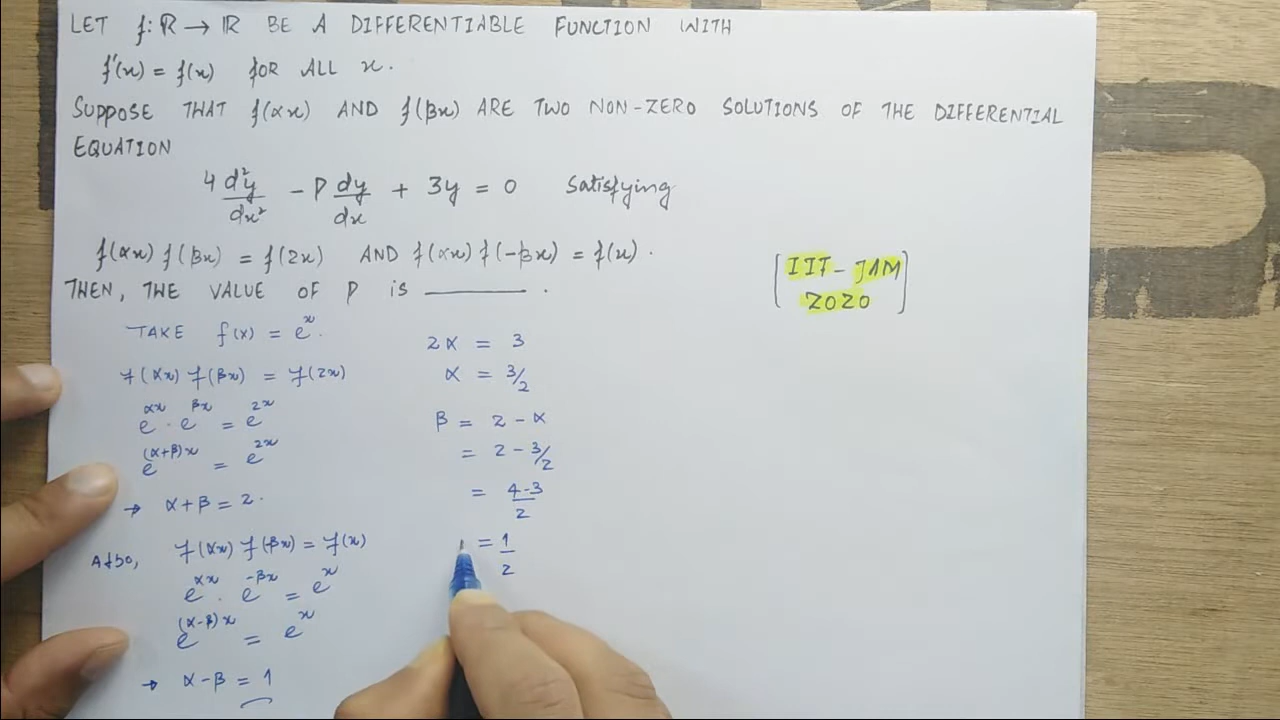 LET f: ℝ → ℝ BE A DIFFERENTIABLE FUNCTION WITH
f'(x) = f(x) FOR ALL x.
SUPPOSE THAT f(αx) AND f(βx) ARE TWO NON-ZERO SOLUTIONS OF THE DIFFERENTIAL
EQUATION
4 d²y/dx² - P dy/dx + 3y = 0 Satisfying
f(αx) f(βx) = f(2x) AND f(αx) f(-βx) = f(x).
THEN, THE VALUE OF P is ______ .
[IIT-JAM
2020]
TAKE f(x) = e^x.
f(αx) f(βx) = f(2x)
e^αx · e^βx = e^2x
e^(α+β)x = e^2x
→ α+β = 2.
Also, f(αx) f(βx) = f(x)
e^αx . e^-βx = e^x
e^(α-β)x = e^x
→ α-β = 1
2α = 3
α = 3/2
β = 2 - α
= 2 - 3/2
= 4-3/2
= 1/2